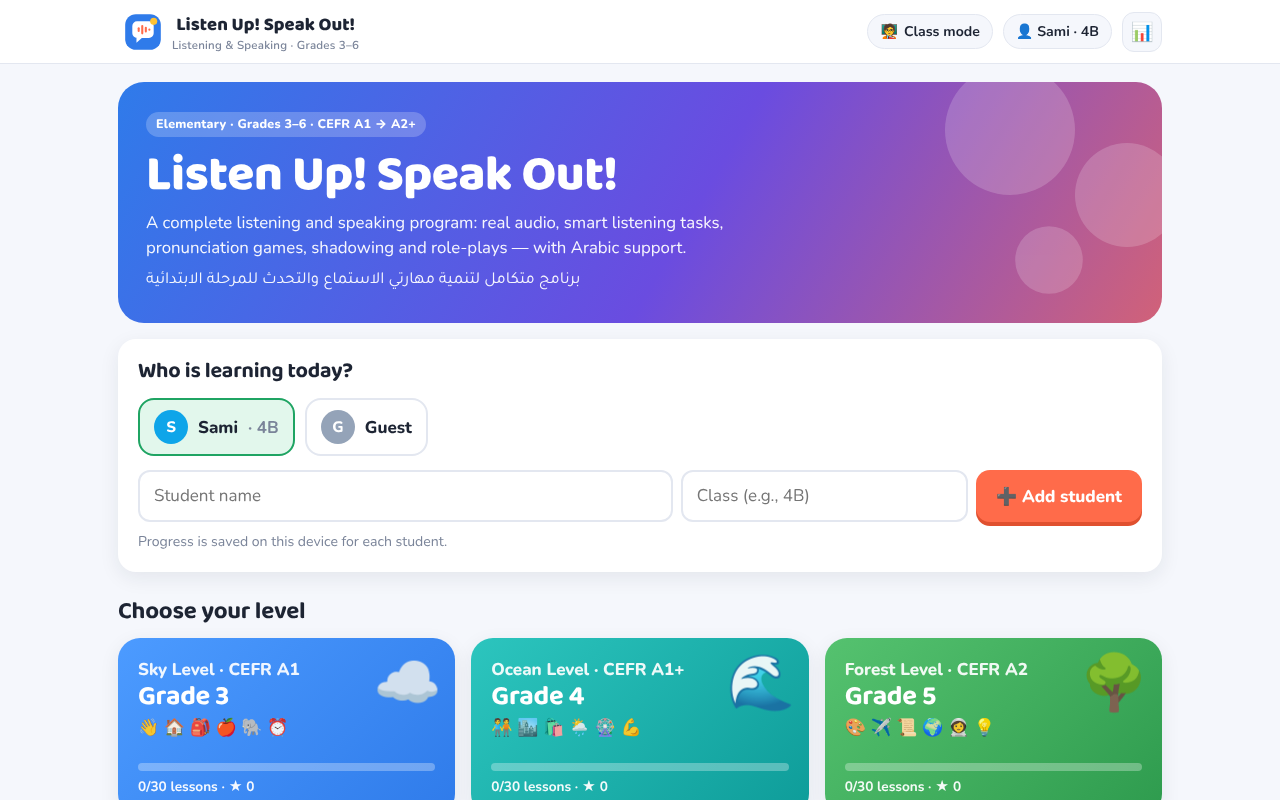 Listen Up! Speak Out!
Listening & Speaking · Grades 3–6
🧑‍🏫 Class mode
👤 Sami · 4B
Elementary · Grades 3–6 · CEFR A1 → A2+
Listen Up! Speak Out!
A complete listening and speaking program: real audio, smart listening tasks,
pronunciation games, shadowing and role-plays — with Arabic support.
برنامج متكامل لتنمية مهارتي الاستماع والتحدث للمرحلة الابتدائية
Who is learning today?
S Sami · 4B
G Guest
Student name
Class (e.g., 4B)
➕ Add student
Progress is saved on this device for each student.
Choose your level
Sky Level · CEFR A1
Grade 3
0/30 lessons · ★ 0
Ocean Level · CEFR A1+
Grade 4
0/30 lessons · ★ 0
Forest Level · CEFR A2
Grade 5
0/30 lessons · ★ 0